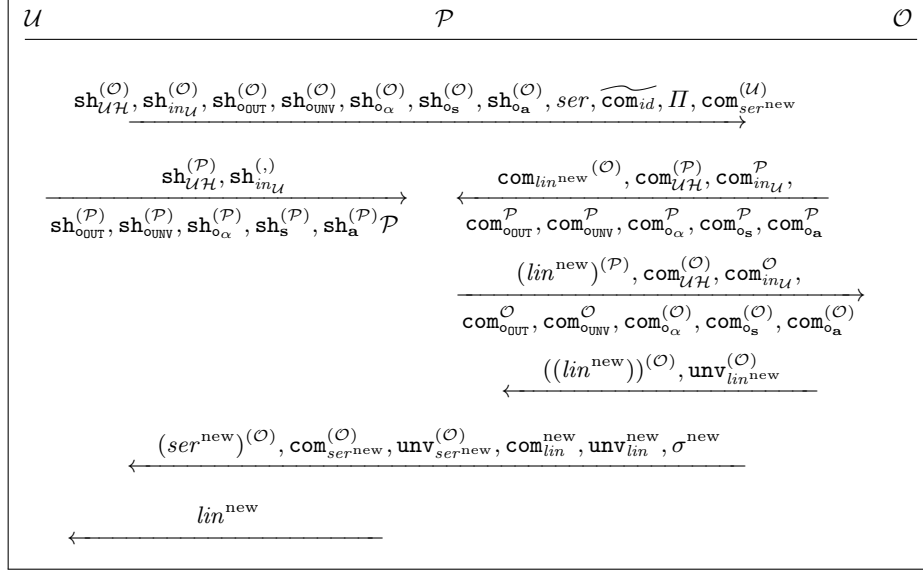 𝒰 𝒫 𝒪
sh_{𝒰ℋ}^{(𝒪)}, sh_{in_𝒰}^{(𝒪)}, sh_{o_OUT}^{(𝒪)}, sh_{o_UNV}^{(𝒪)}, sh_{o_α}^{(𝒪)}, sh_{o_s}^{(𝒪)}, sh_{o_a}^{(𝒪)}, ser, \widetilde{com_{id}}, Π, com_{ser^{new}}^{(𝒰)}
sh_{𝒰ℋ}^{(𝒫)}, sh_{in_𝒰}^{(,)}
sh_{o_OUT}^{(𝒫)}, sh_{o_UNV}^{(𝒫)}, sh_{o_α}^{(𝒫)}, sh_{s}^{(𝒫)}, sh_{a}^{(𝒫)}𝒫
com_{lin^{new}}^{(𝒪)}, com_{𝒰ℋ}^{(𝒫)}, com_{in_𝒰}^{𝒫},
com_{o_OUT}^{𝒫}, com_{o_UNV}^{𝒫}, com_{o_α}^{𝒫}, com_{o_s}^{𝒫}, com_{o_a}^{𝒫}
(lin^{new})^{(𝒫)}, com_{𝒰ℋ}^{(𝒪)}, com_{in_𝒰}^{𝒪},
com_{o_OUT}^{𝒪}, com_{o_UNV}^{𝒪}, com_{o_α}^{(𝒪)}, com_{o_s}^{(𝒪)}, com_{o_a}^{(𝒪)}
((lin^{new}))^{(𝒪)}, unv_{lin^{new}}^{(𝒪)}
(ser^{new})^{(𝒪)}, com_{ser^{new}}^{(𝒪)}, unv_{ser^{new}}^{(𝒪)}, com_{lin}^{new}, unv_{lin}^{new}, σ^{new}
lin^{new}